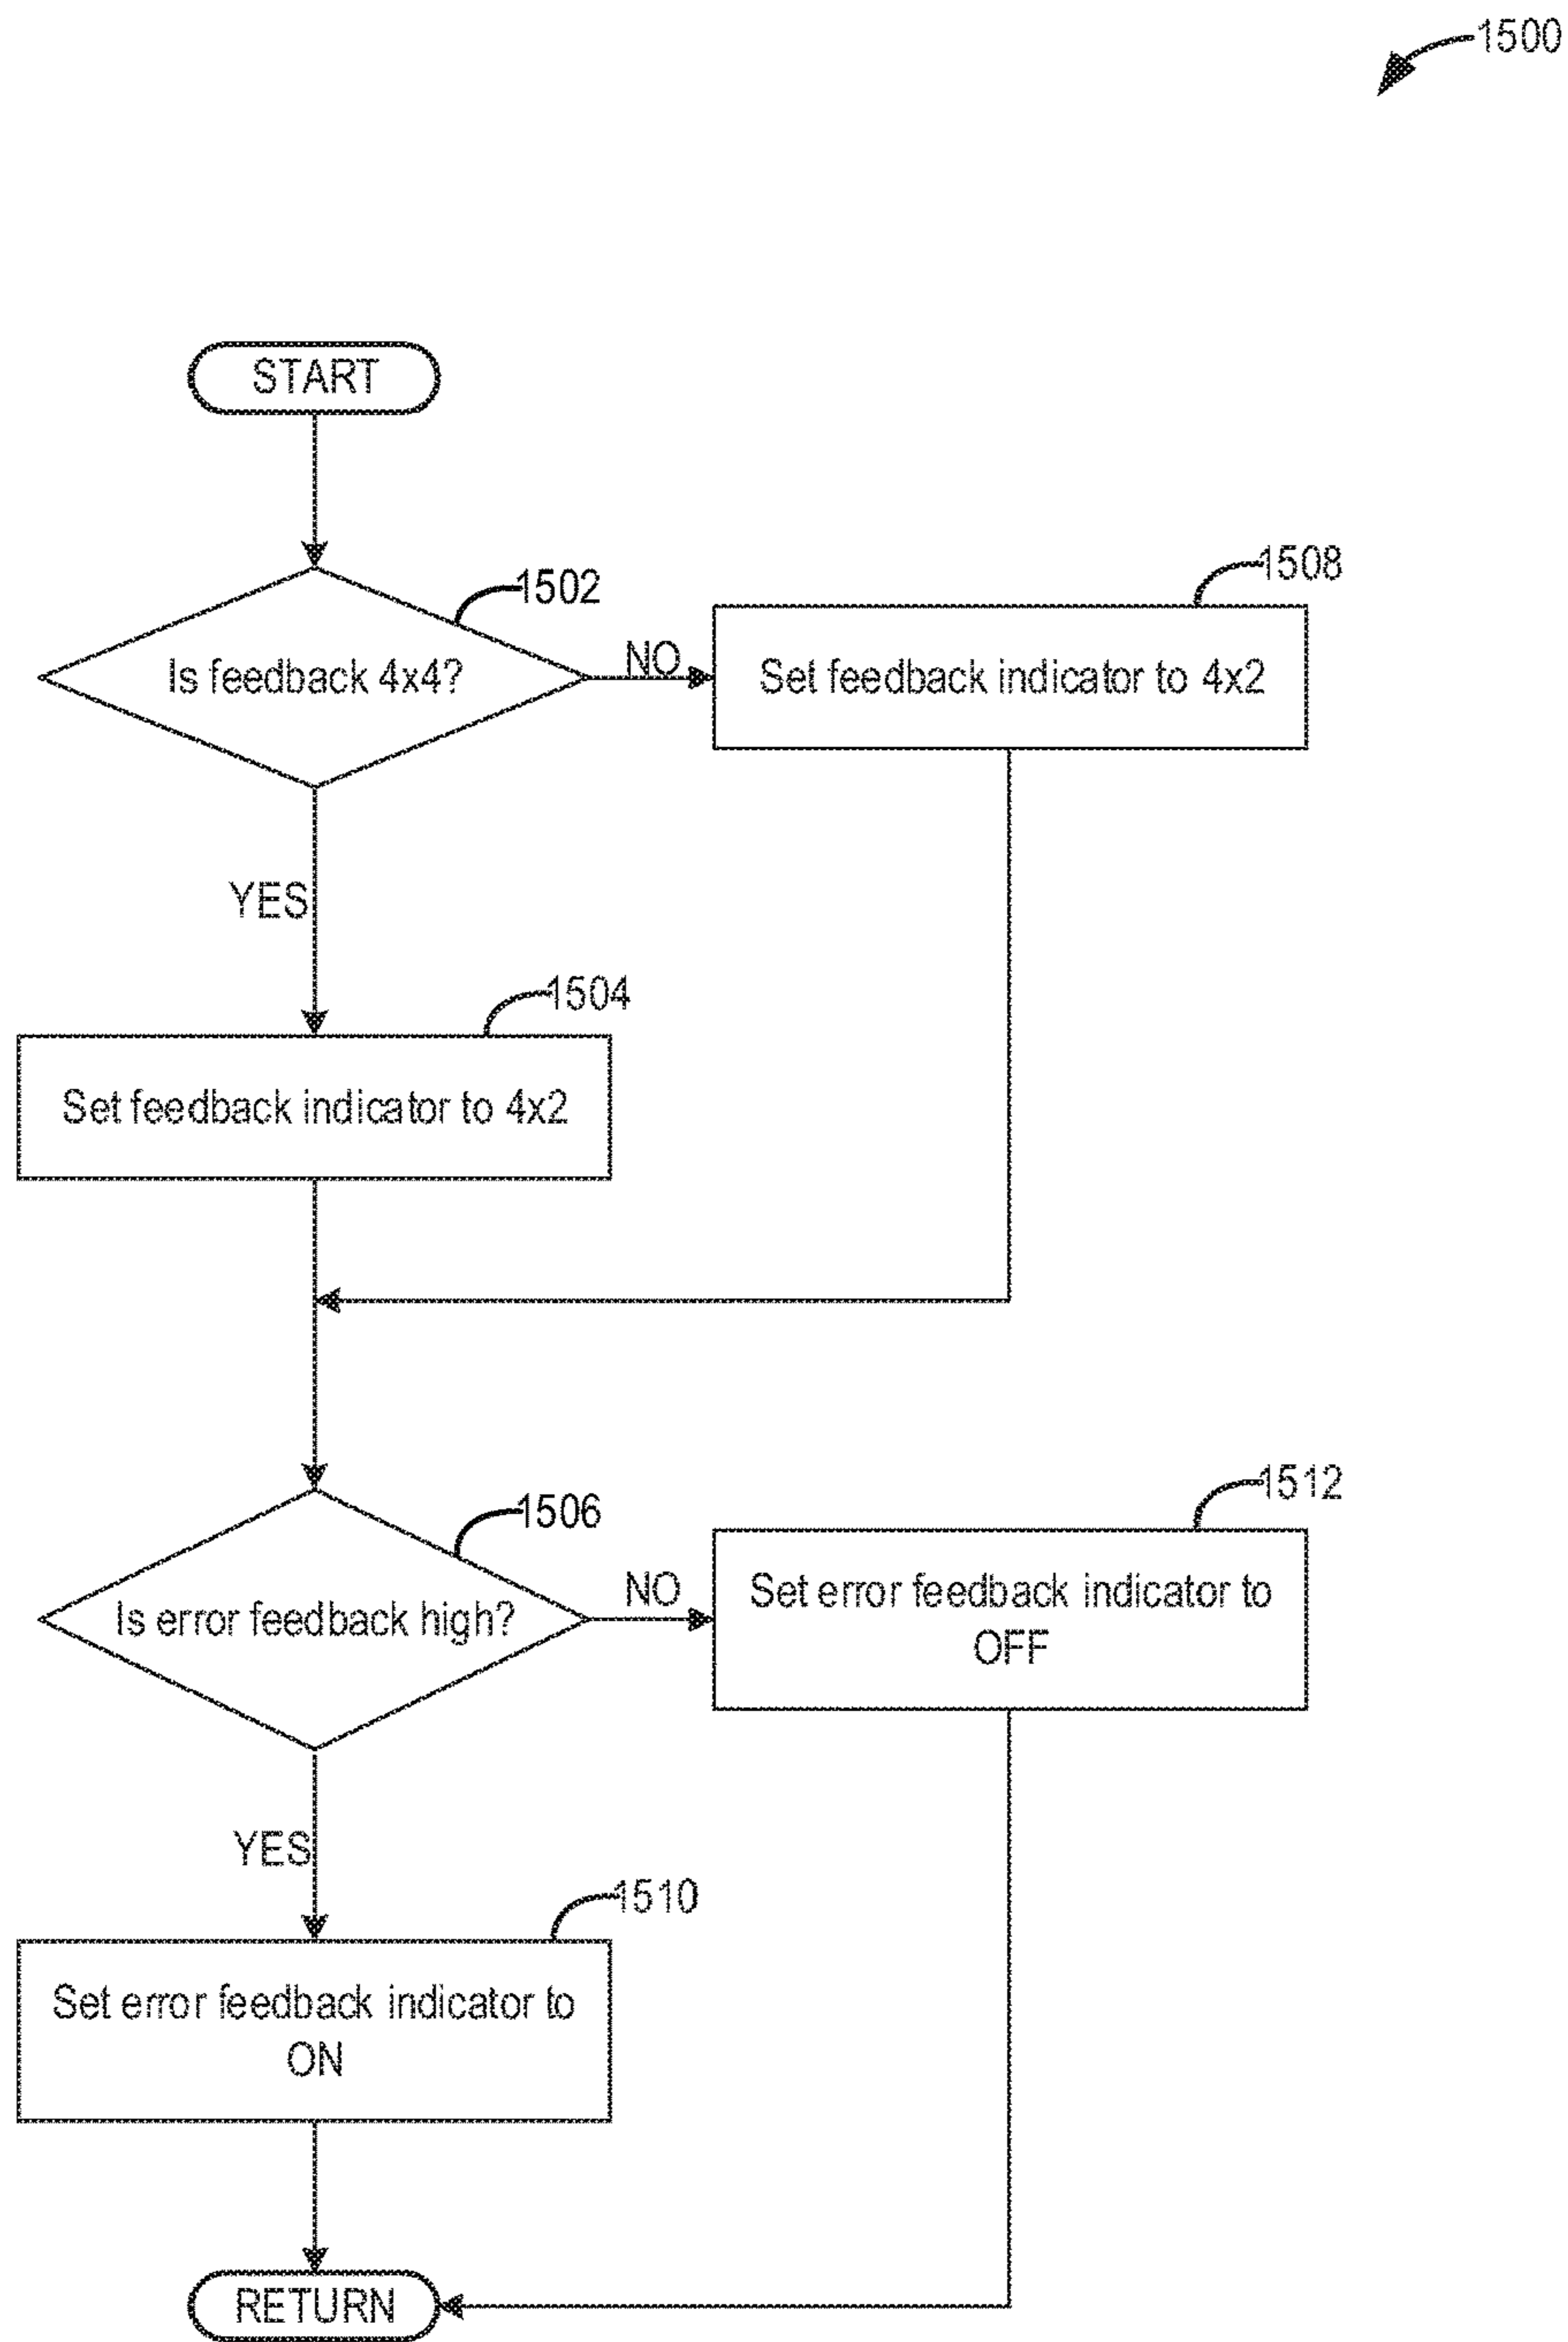 1500
START
1502
Is feedback 4x4?
NO
1508
Set feedback indicator to 4x2
YES
1504
Set feedback indicator to 4x2
1506
Is error feedback high?
NO
1512
Set error feedback indicator to
OFF
YES
1510
Set error feedback indicator to
ON
RETURN